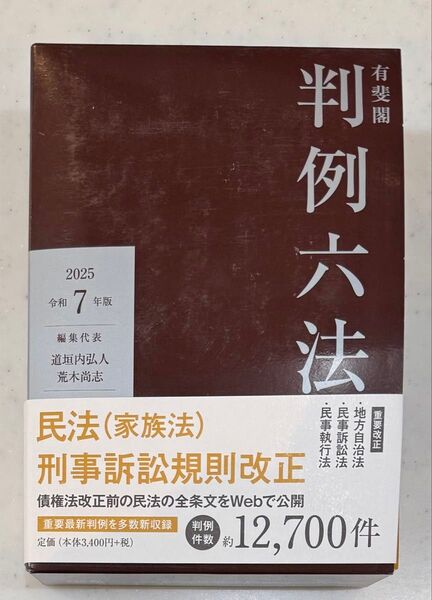 有斐閣
判例六法
2025
令和7年版
編集代表
道垣内弘人
荒木尚志
重要改正
・地方自治法
・民事訴訟法
・民事執行法
民法(家族法)
刑事訴訟規則改正
債権法改正前の民法の全条文をWebで公開
重要最新判例を多数新収録
定価(本体3,400円+税)
判例件数
約12,700件